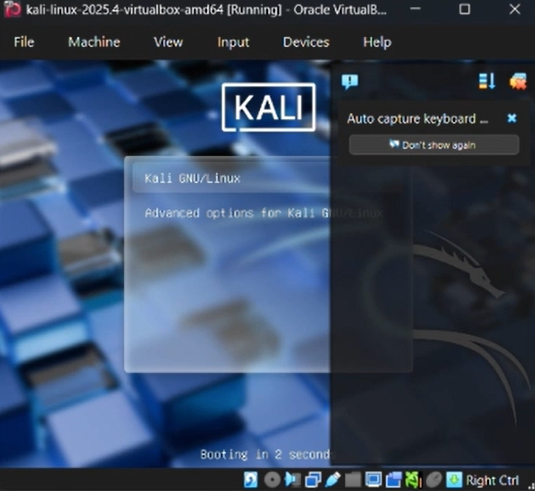 kali-linux-2025.4-virtualbox-amd64 [Running] - Oracle VirtualB...
File Machine View Input Devices Help
KALI
Auto capture keyboard ...
Don't show again
Kali GNU/Linux
Advanced options for Kali GNU/Linux
Booting in 2 second
Right Ctrl